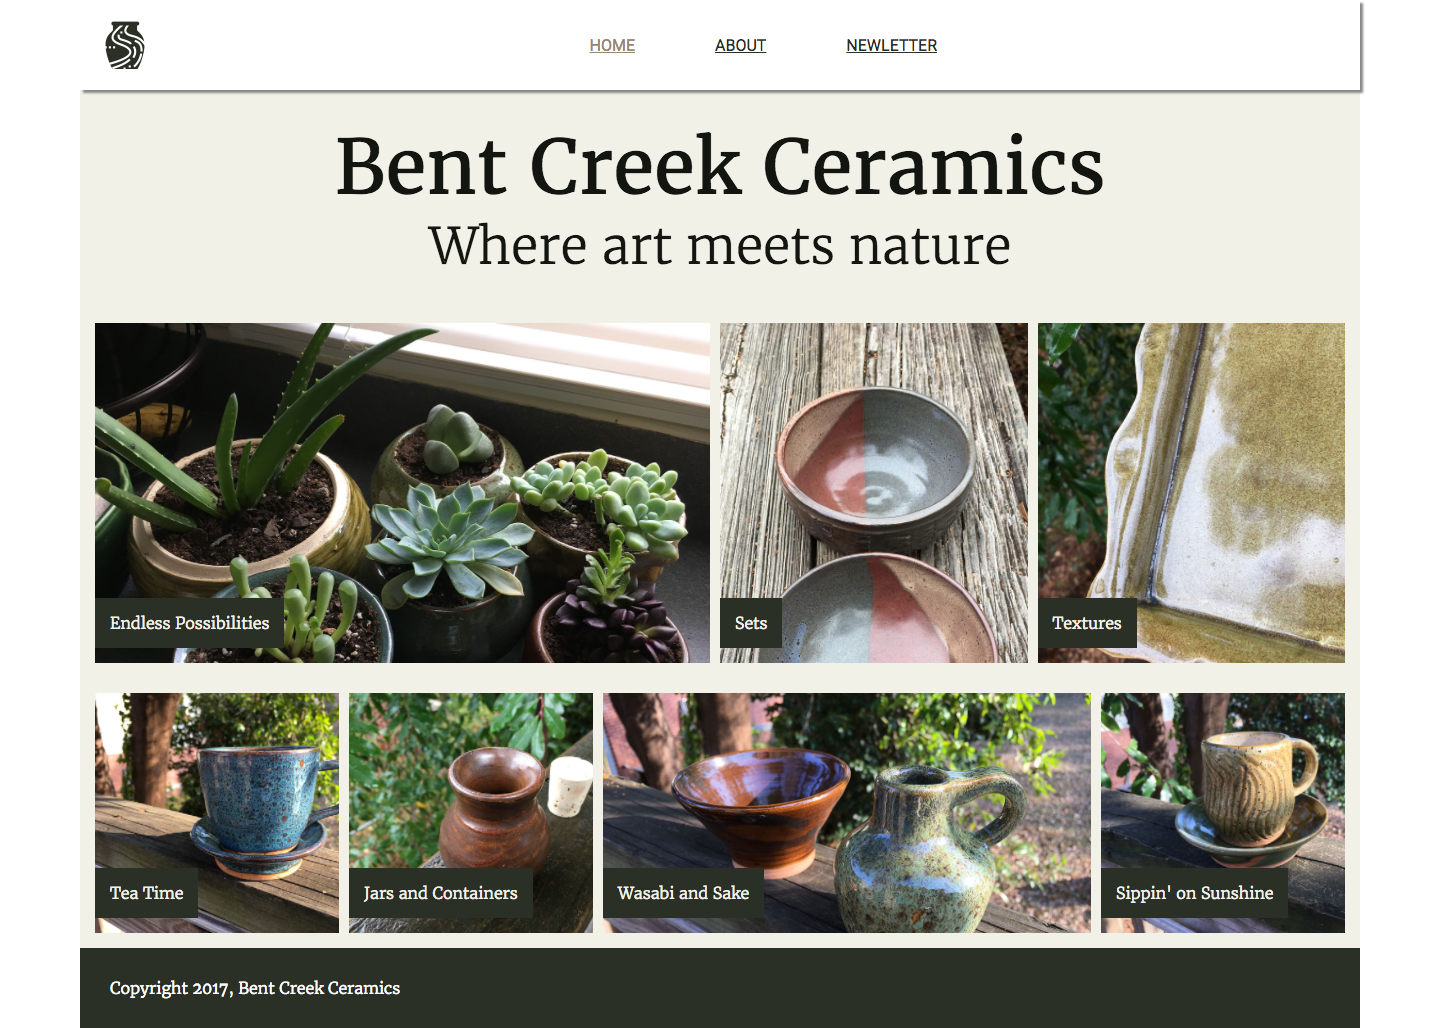 HOME ABOUT NEWLETTER
Bent Creek Ceramics
Where art meets nature
Endless Possibilities
Sets
Textures
Tea Time
Jars and Containers
Wasabi and Sake
Sippin' on Sunshine
Copyright 2017, Bent Creek Ceramics